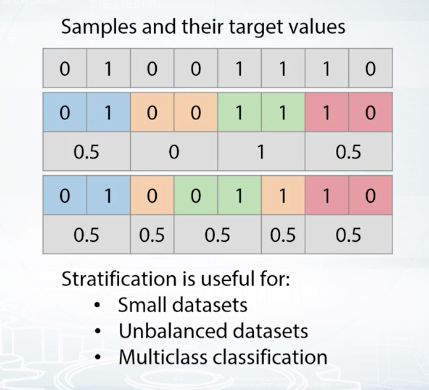 Samples and their target values
0 1 0 0 1 1 1 0
0 1 0 0 1 1 1 0
0.5 0 1 0.5
0 1 0 0 1 1 1 0
0.5 0.5 0.5 0.5 0.5
Stratification is useful for:
• Small datasets
• Unbalanced datasets
• Multiclass classification